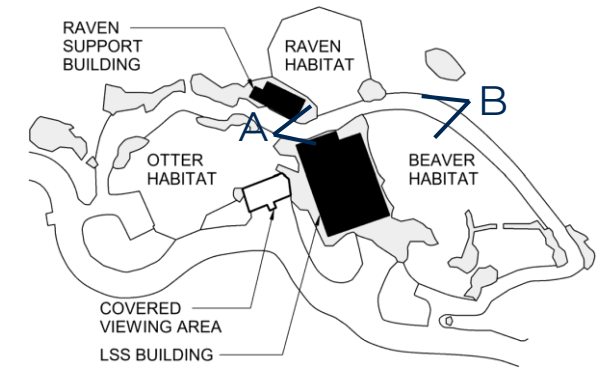 RAVEN
SUPPORT
BUILDING
RAVEN
HABITAT
A
B
OTTER
HABITAT
BEAVER
HABITAT
COVERED
VIEWING AREA
LSS BUILDING